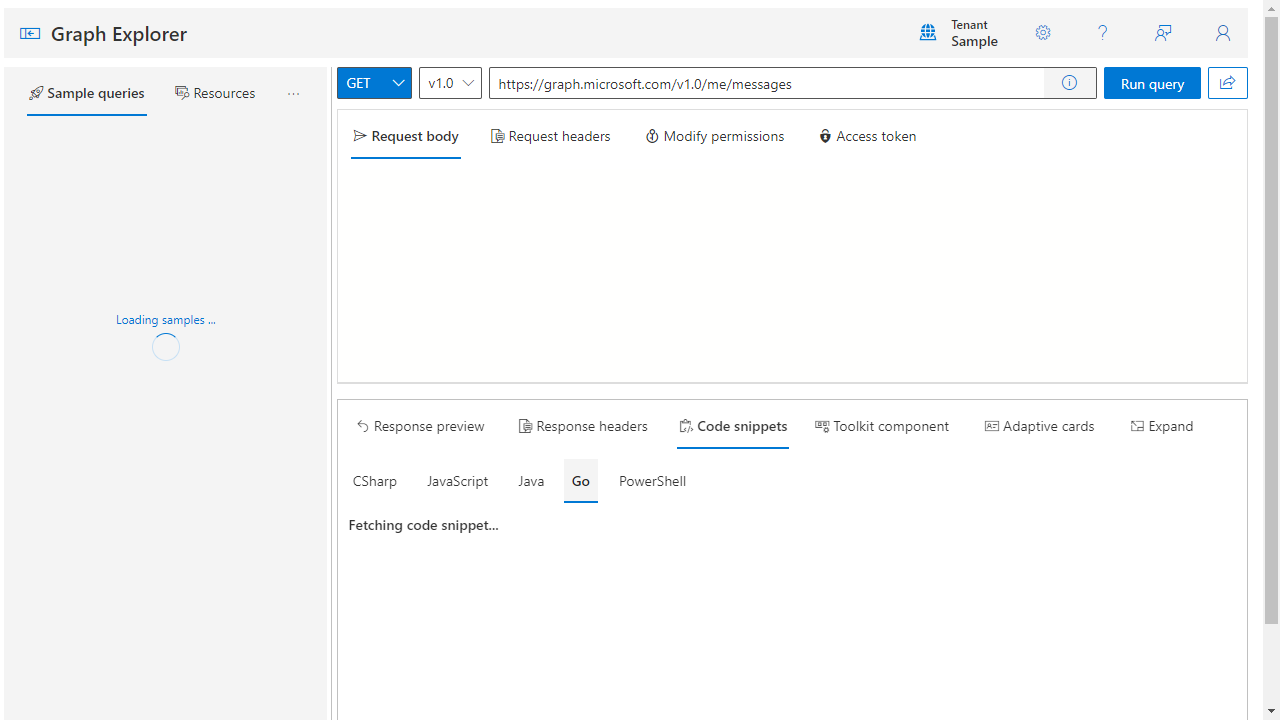 Graph Explorer
Tenant
Sample
Sample queries
Resources
GET
v1.0
https://graph.microsoft.com/v1.0/me/messages
Run query
Request body
Request headers
Modify permissions
Access token
Loading samples ...
Response preview
Response headers
Code snippets
Toolkit component
Adaptive cards
Expand
CSharp
JavaScript
Java
Go
PowerShell
Fetching code snippet...